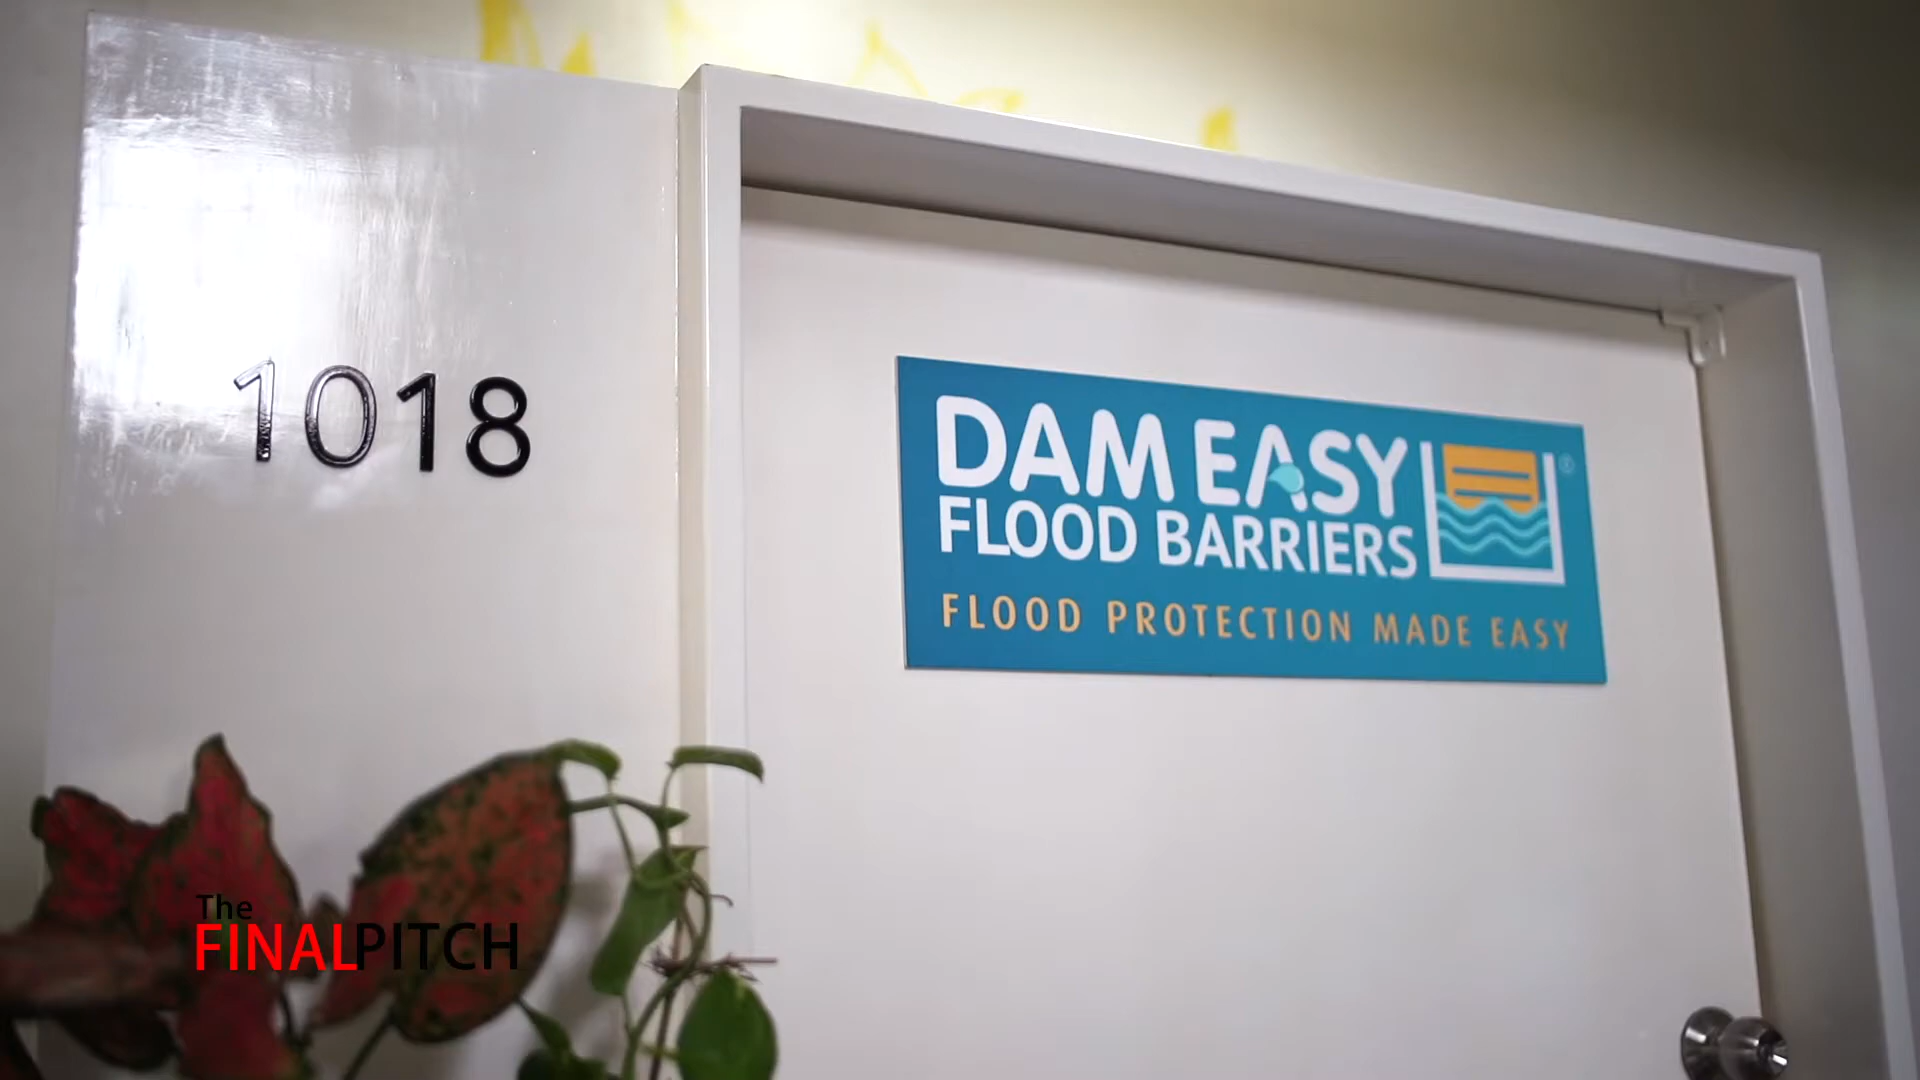 1018
DAM EASY
FLOOD BARRIERS
®
FLOOD PROTECTION MADE EASY
The
FINALPITCH